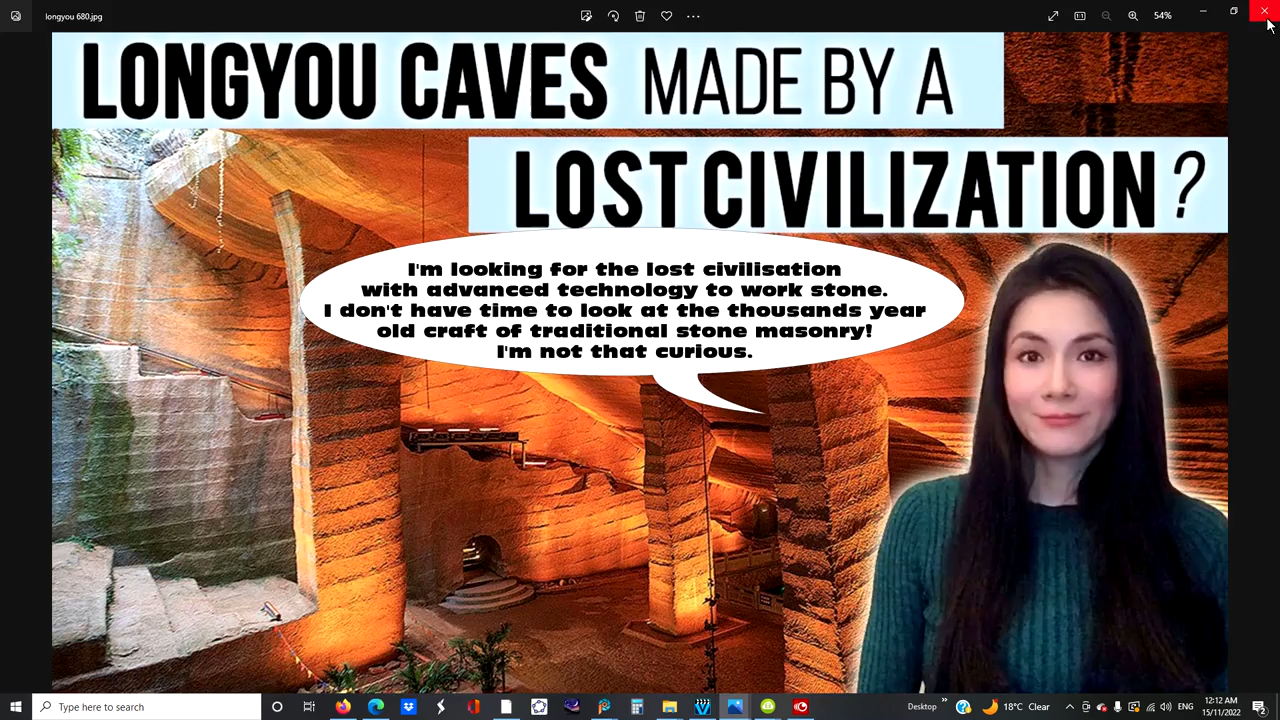 longyou 680.jpg
54%
LONGYOU CAVES MADE BY A
LOST CIVILIZATION?
I'm looking for the lost civilisation
with advanced technology to work stone.
I don't have time to look at the thousands year
old craft of traditional stone masonry!
I'm not that curious.
Type here to search
Desktop
18°C Clear
12:12 AM
15/11/2022